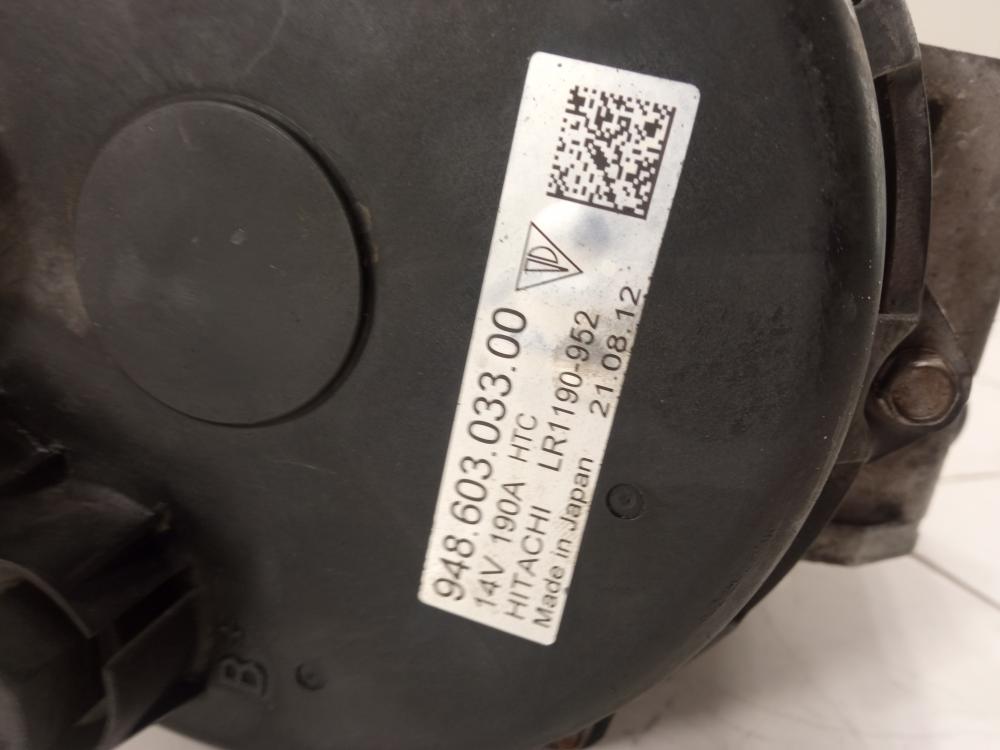 948.603.033.00
14V 190A HTC
HITACHI LR1190-952
Made in Japan 21.08.12
B